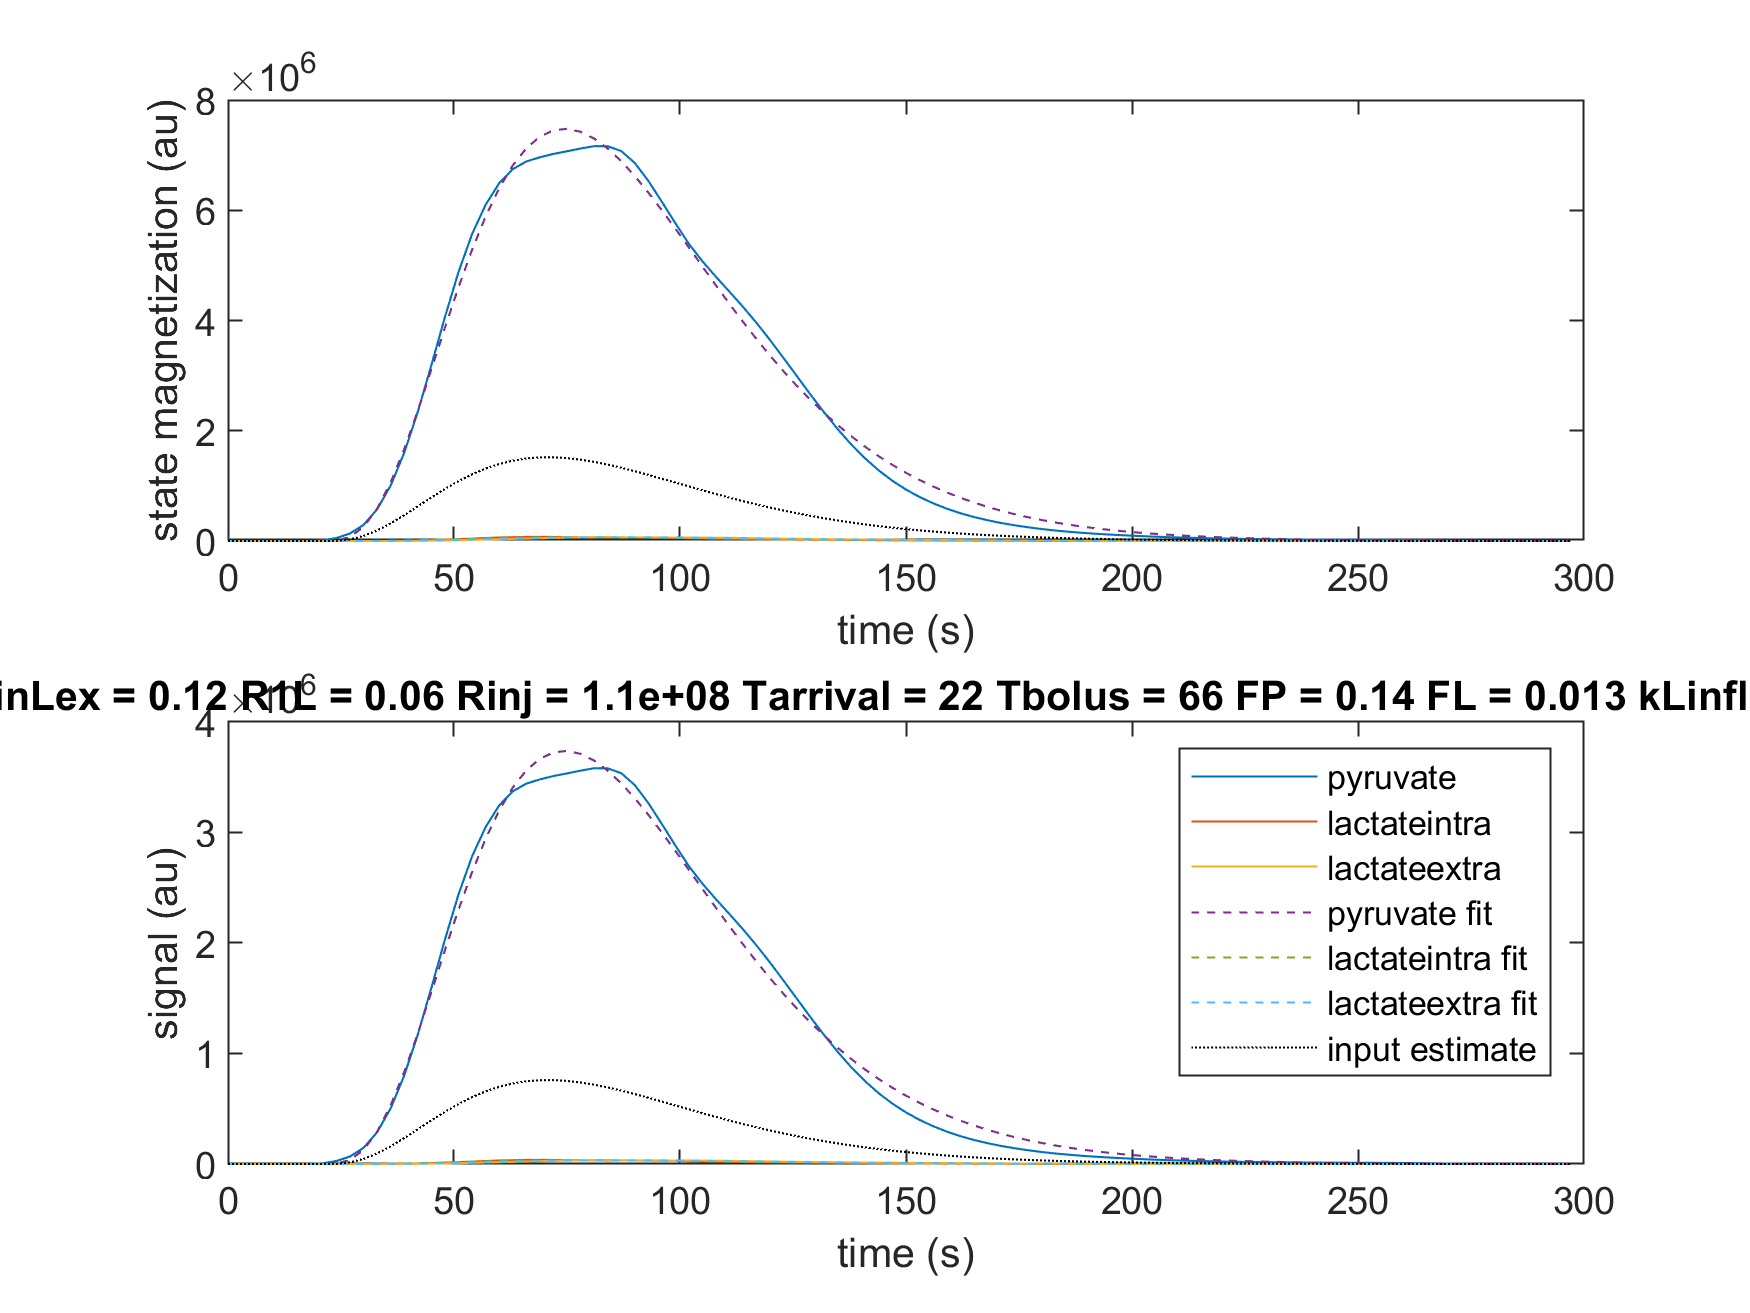 ×10^6
state magnetization (au)
8
6
4
2
0
0 50 100 150 200 250 300
time (s)
inLex = 0.12 R1L = 0.06 Rinj = 1.1e+08 Tarrival = 22 Tbolus = 66 FP = 0.14 FL = 0.013 kLinfl
×10^6
signal (au)
4
3
2
1
0
0 50 100 150 200 250 300
time (s)
pyruvate
lactateintra
lactateextra
pyruvate fit
lactateintra fit
lactateextra fit
input estimate